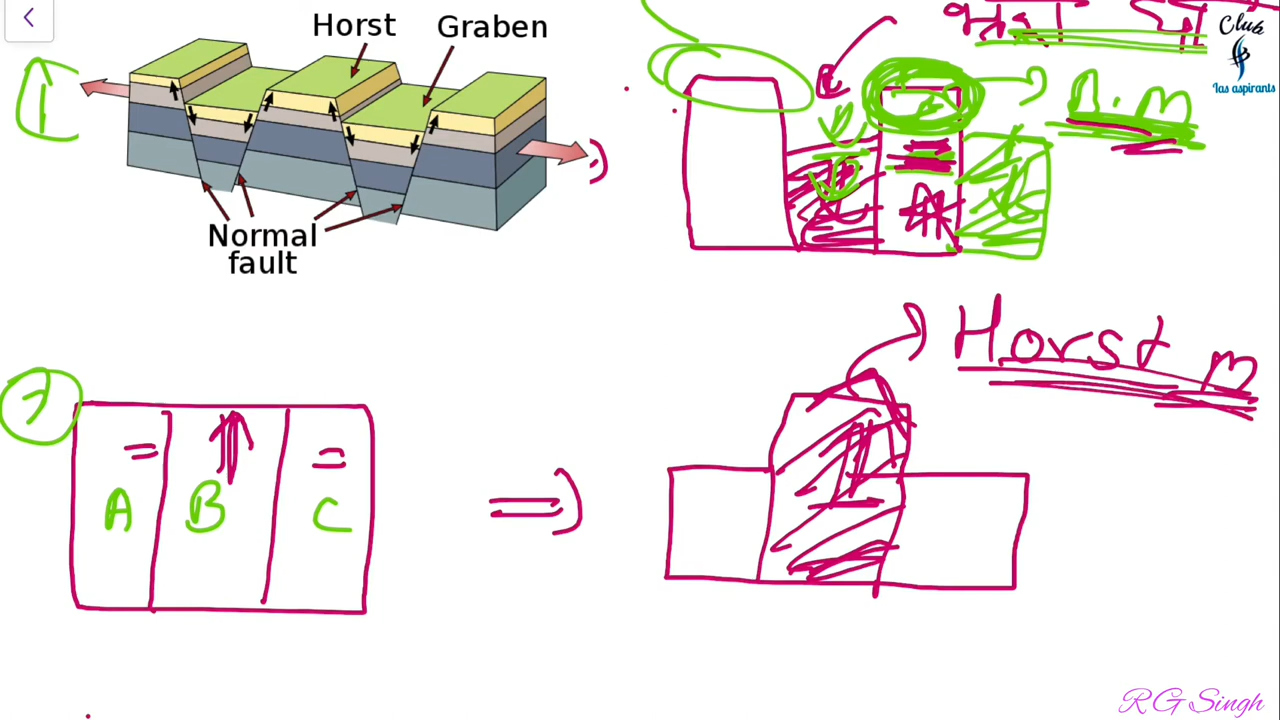 Horst Graben
Club
Ias aspirants
B.M
Normal
fault
Horst M
A B C
RG Singh